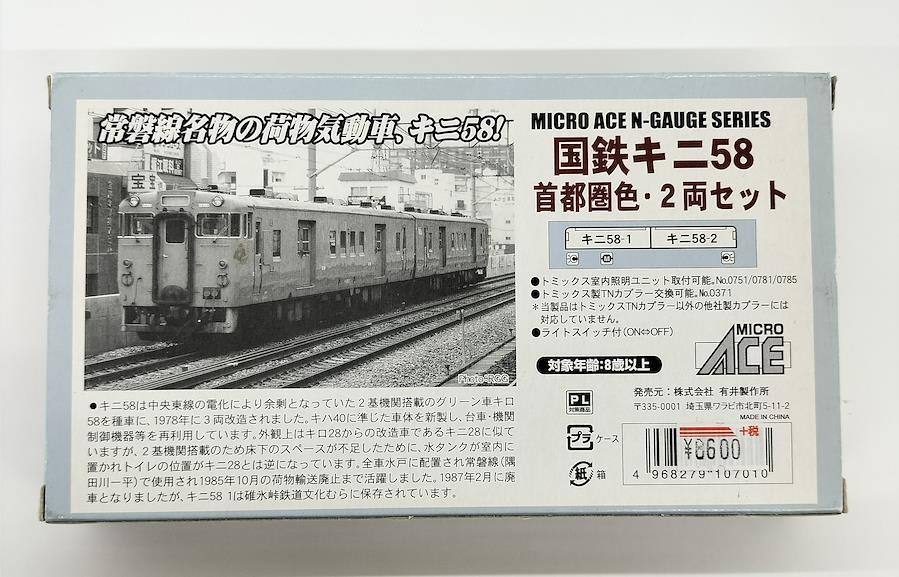 常磐線名物の荷物気動車、キニ58!
Photo-RGG
●キニ58は中央東線の電化により余剰となっていた2基機関搭載のグリーン車キロ
58を種車に、1978年に3両改造されました。キハ40に準じた車体を新製し、台車・機関
制御機器等を再利用しています。外観上はキロ28からの改造車であるキニ28に似て
いますが、2基機関搭載のため床下のスペースが不足したために、水タンクが室内に
置かれトイレの位置がキニ28とは逆になっています。全車水戸に配置され常磐線(隅
田川ー平)で使用され1985年10月の荷物輸送廃止まで活躍しました。1987年2月に廃
車となりましたが、キニ58 1は碓氷峠鉄道文化むらに保存されています。
MICRO ACE N-GAUGE SERIES
国鉄キニ58
首都圏色・2両セット
キニ58-1 キニ58-2
C M C
●トミックス室内照明ユニット取付可能。No.0751/0781/0785
●トミックス製TNカプラー交換可能。No.0371
＊当製品はトミックスTNカプラー以外の他社製カプラーには
対応していません。
●ライトスイッチ付(ON⇔OFF)
対象年齢:8歳以上
MICRO
ACE
PL
対策商品
発売元：株式会社 有井製作所
〒335-0001 埼玉県ワラビ市北町5-11-2
MADE IN CHINA
プラ ケース
紙 箱
+税
4 968279 107010